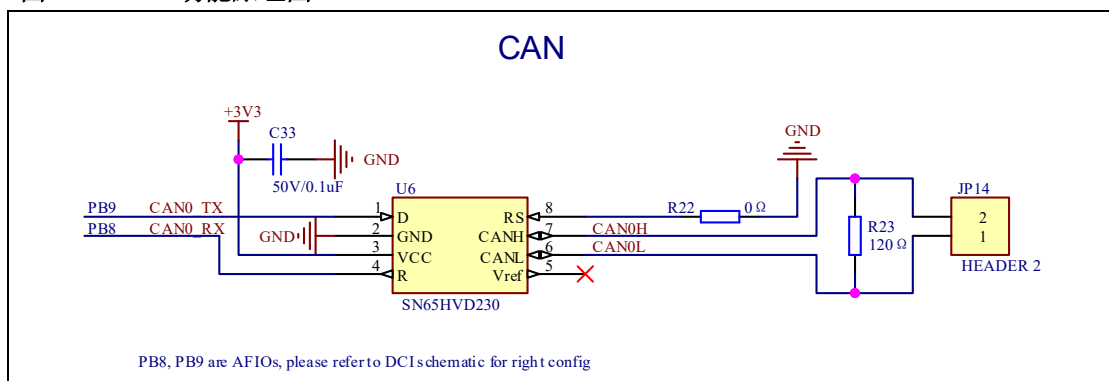 CAN
+3V3
C33
GND
50V/0.1uF
GND
U6
JP14
PB9 CAN0_TX
1 D
RS 8
R22 0Ω
2
PB8 CAN0_RX
GND
2 GND
CANH 7
CAN0H
R23
1
3 VCC
CANL 6
CAN0L
120Ω
4 R
Vref 5
HEADER 2
SN65HVD230
PB8, PB9 are AFIOs, please refer to DCI schematic for right config